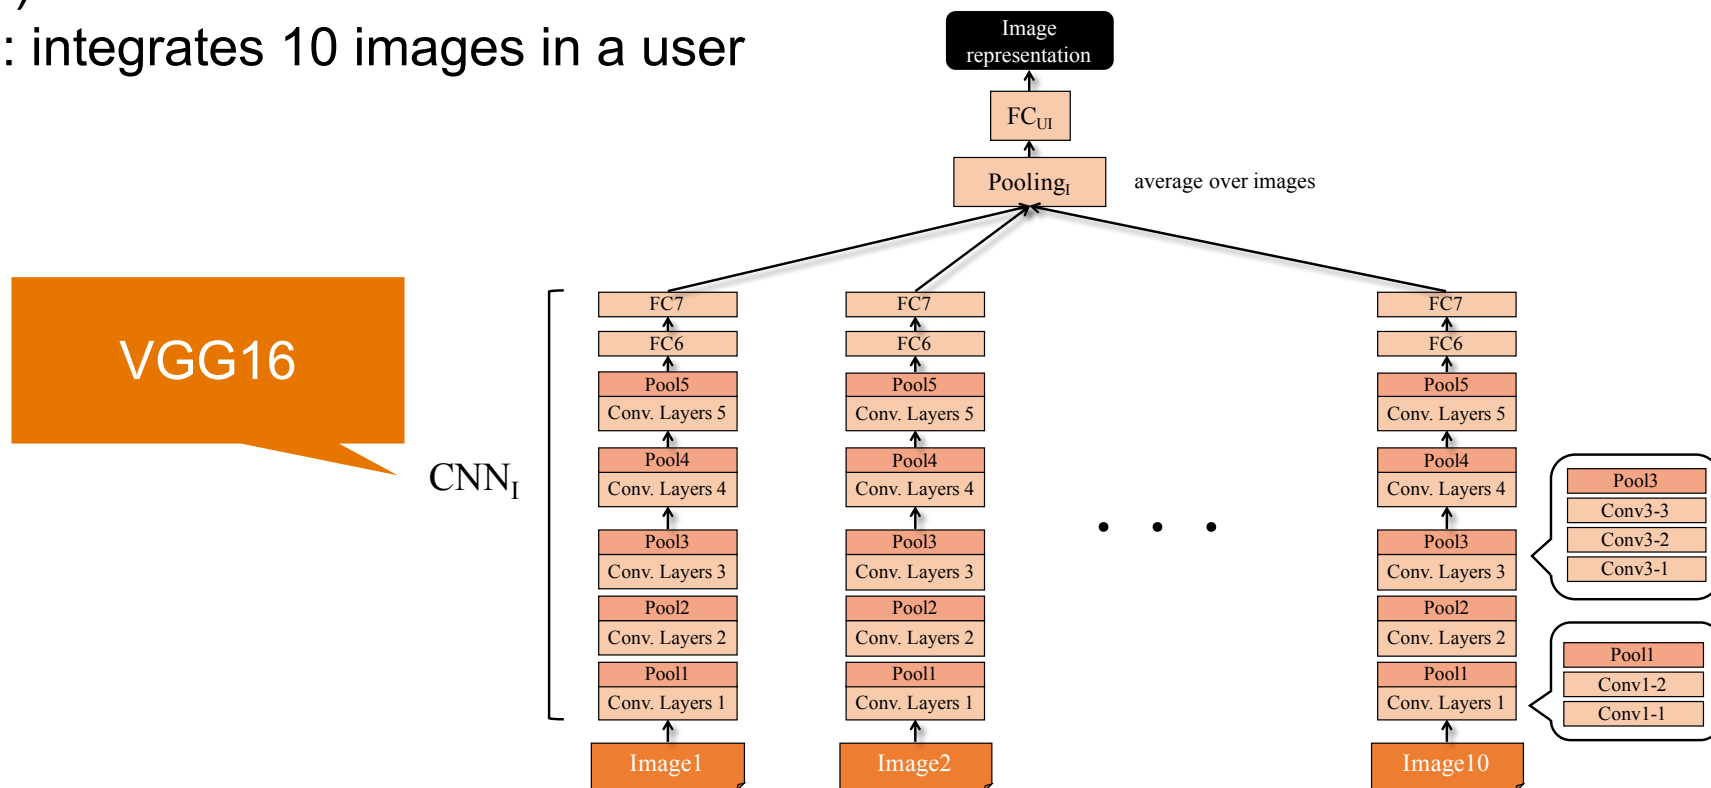 )
: integrates 10 images in a user
Image
representation
FC_UI
Pooling_I
average over images
VGG16
CNN_I
FC7
FC6
Pool5
Conv. Layers 5
Pool4
Conv. Layers 4
Pool3
Conv. Layers 3
Pool2
Conv. Layers 2
Pool1
Conv. Layers 1
Image1
FC7
FC6
Pool5
Conv. Layers 5
Pool4
Conv. Layers 4
Pool3
Conv. Layers 3
Pool2
Conv. Layers 2
Pool1
Conv. Layers 1
Image2
. . .
FC7
FC6
Pool5
Conv. Layers 5
Pool4
Conv. Layers 4
Pool3
Conv. Layers 3
Pool2
Conv. Layers 2
Pool1
Conv. Layers 1
Image10
Pool3
Conv3-3
Conv3-2
Conv3-1
Pool1
Conv1-2
Conv1-1